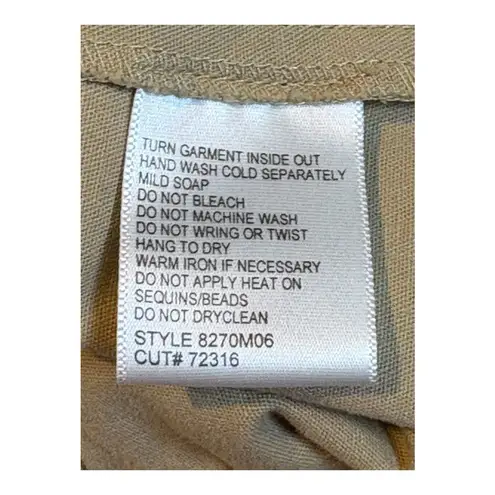 TURN GARMENT INSIDE OUT
HAND WASH COLD SEPARATELY
MILD SOAP
DO NOT BLEACH
DO NOT MACHINE WASH
DO NOT WRING OR TWIST
HANG TO DRY
WARM IRON IF NECESSARY
DO NOT APPLY HEAT ON
SEQUINS/BEADS
DO NOT DRYCLEAN
STYLE 8270M06
CUT# 72316